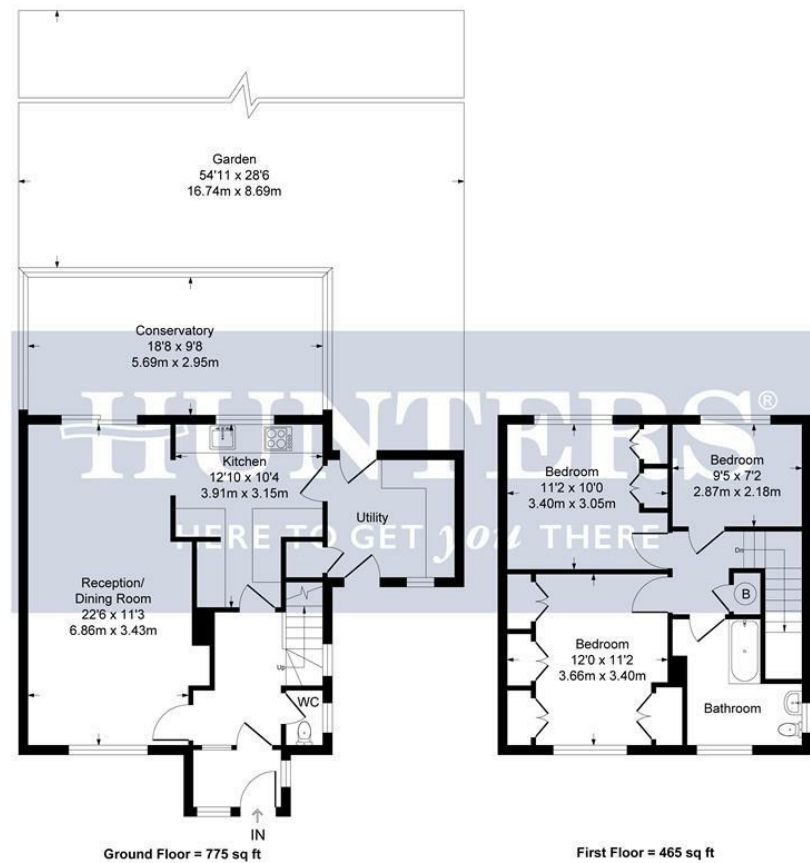 Garden
54'11 x 28'6
16.74m x 8.69m
Conservatory
18'8 x 9'8
5.69m x 2.95m
HUNTERS®
HERE TO GET you THERE
Kitchen
12'10 x 10'4
3.91m x 3.15m
Utility
Reception/
Dining Room
22'6 x 11'3
6.86m x 3.43m
Up
WC
IN
Ground Floor = 775 sq ft
Bedroom
11'2 x 10'0
3.40m x 3.05m
Bedroom
9'5 x 7'2
2.87m x 2.18m
Dn
B
Bedroom
12'0 x 11'2
3.66m x 3.40m
Bathroom
First Floor = 465 sq ft